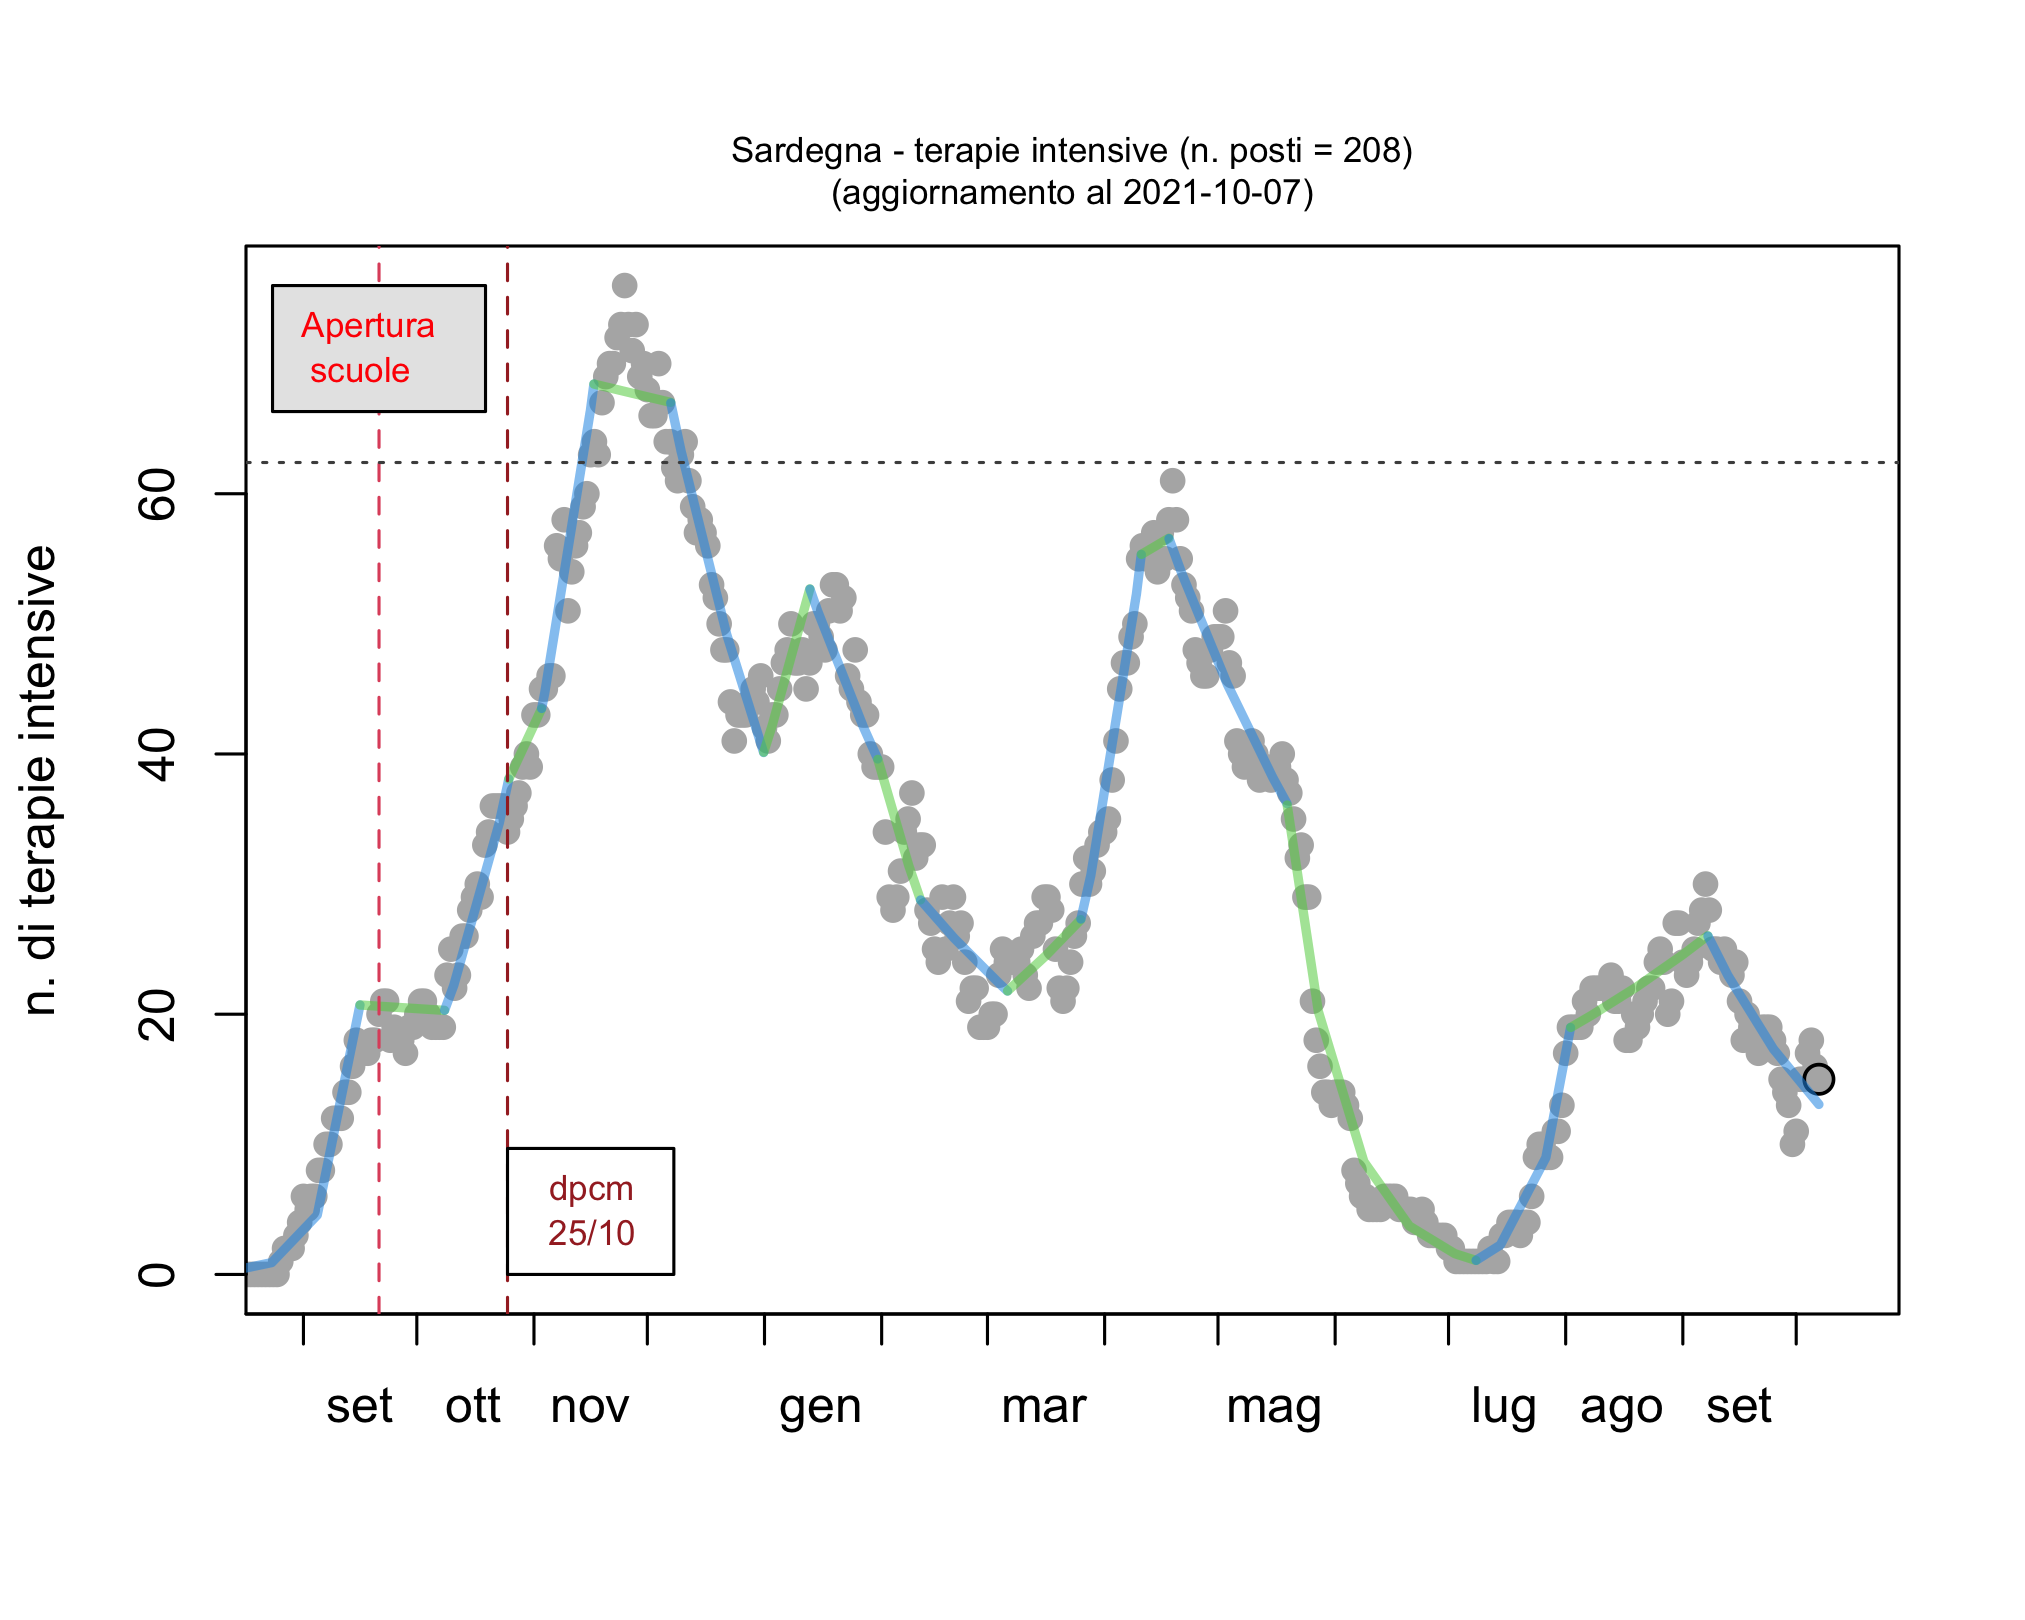 Sardegna - terapie intensive (n. posti = 208)
(aggiornamento al 2021-10-07)
Apertura
scuole
dpcm
25/10
n. di terapie intensive
60
40
20
0
set ott nov gen mar mag lug ago set